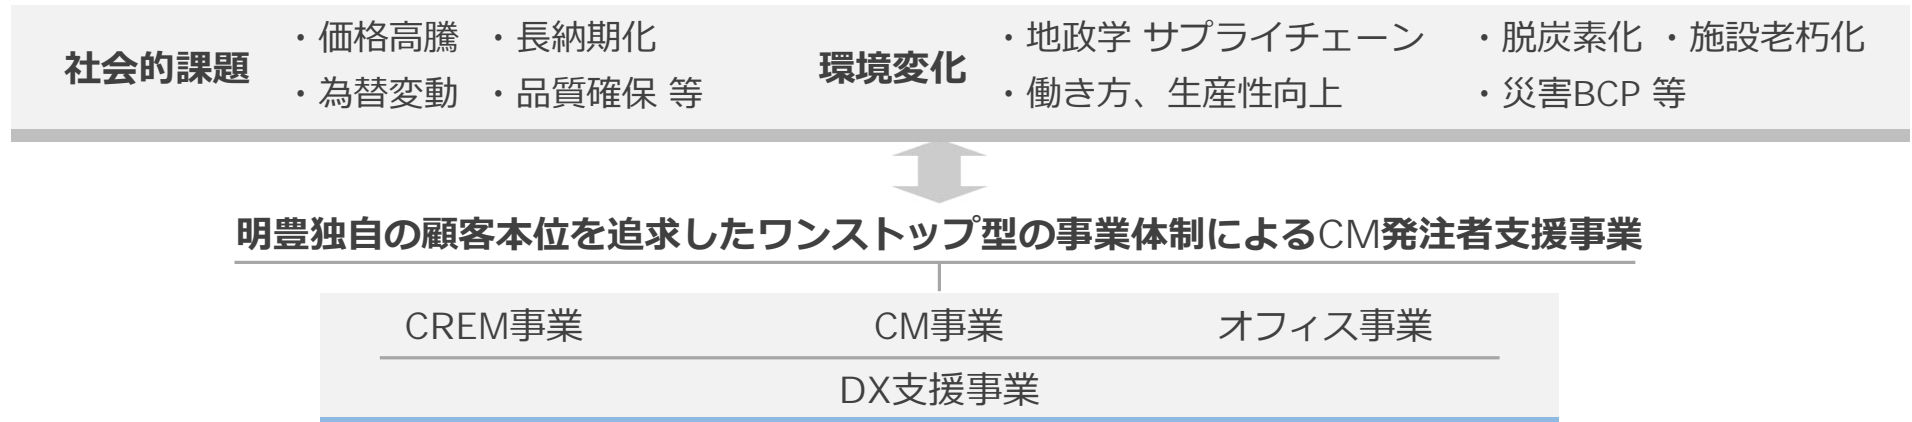 社会的課題
・価格高騰 ・長納期化
・為替変動 ・品質確保 等
環境変化
・地政学 サプライチェーン ・脱炭素化 ・施設老朽化
・働き方、生産性向上 ・災害BCP 等
明豊独自の顧客本位を追求したワンストップ型の事業体制によるCM発注者支援事業
CREM事業 CM事業 オフィス事業
DX支援事業